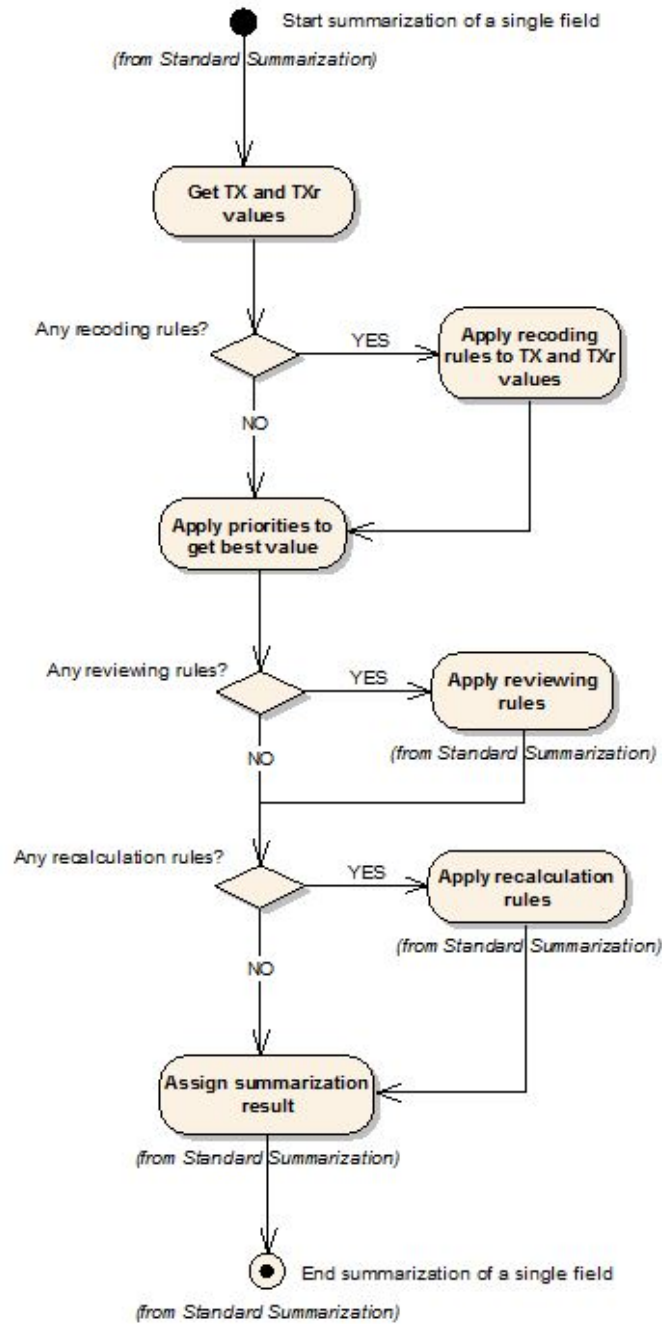 Start summarization of a single field
(from Standard Summarization)
Get TX and TXr
values
Any recoding rules?
YES
Apply recoding
rules to TX and TXr
values
NO
Apply priorities to
get best value
Any reviewing rules?
YES
Apply reviewing
rules
(from Standard Summarization)
NO
Any recalculation rules?
YES
Apply recalculation
rules
(from Standard Summarization)
NO
Assign summarization
result
(from Standard Summarization)
End summarization of a single field
(from Standard Summarization)